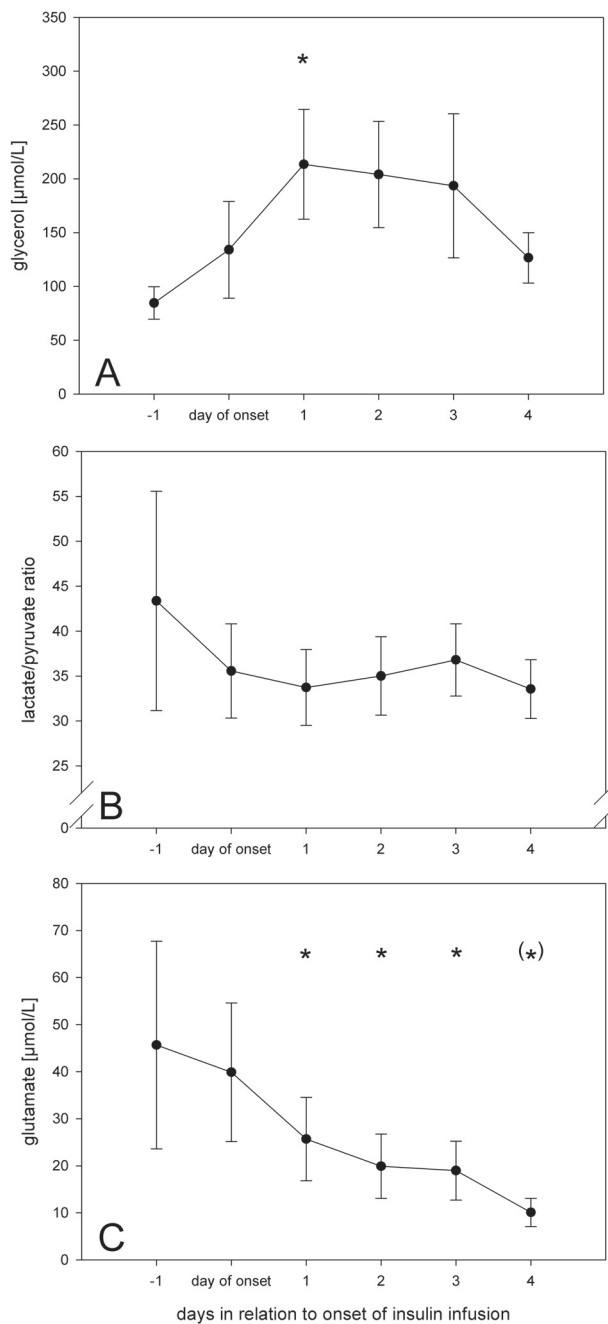 350
300
250
200
150
100
50
0
glycerol [µmol/L]
*
A
-1 day of onset 1 2 3 4
60
55
50
45
40
35
30
25
0
lactate/pyruvate ratio
B
-1 day of onset 1 2 3 4
80
70
60
50
40
30
20
10
0
glutamate [µmol/L]
* * * (*)
C
-1 day of onset 1 2 3 4
days in relation to onset of insulin infusion